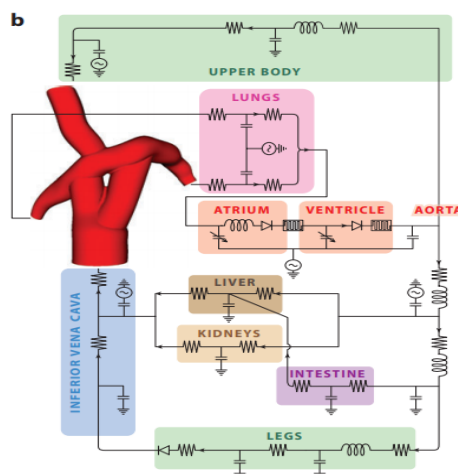 b
UPPER BODY
LUNGS
ATRIUM
VENTRICLE
AORTA
LIVER
KIDNEYS
INFERIOR VENA CAVA
INTESTINE
LEGS